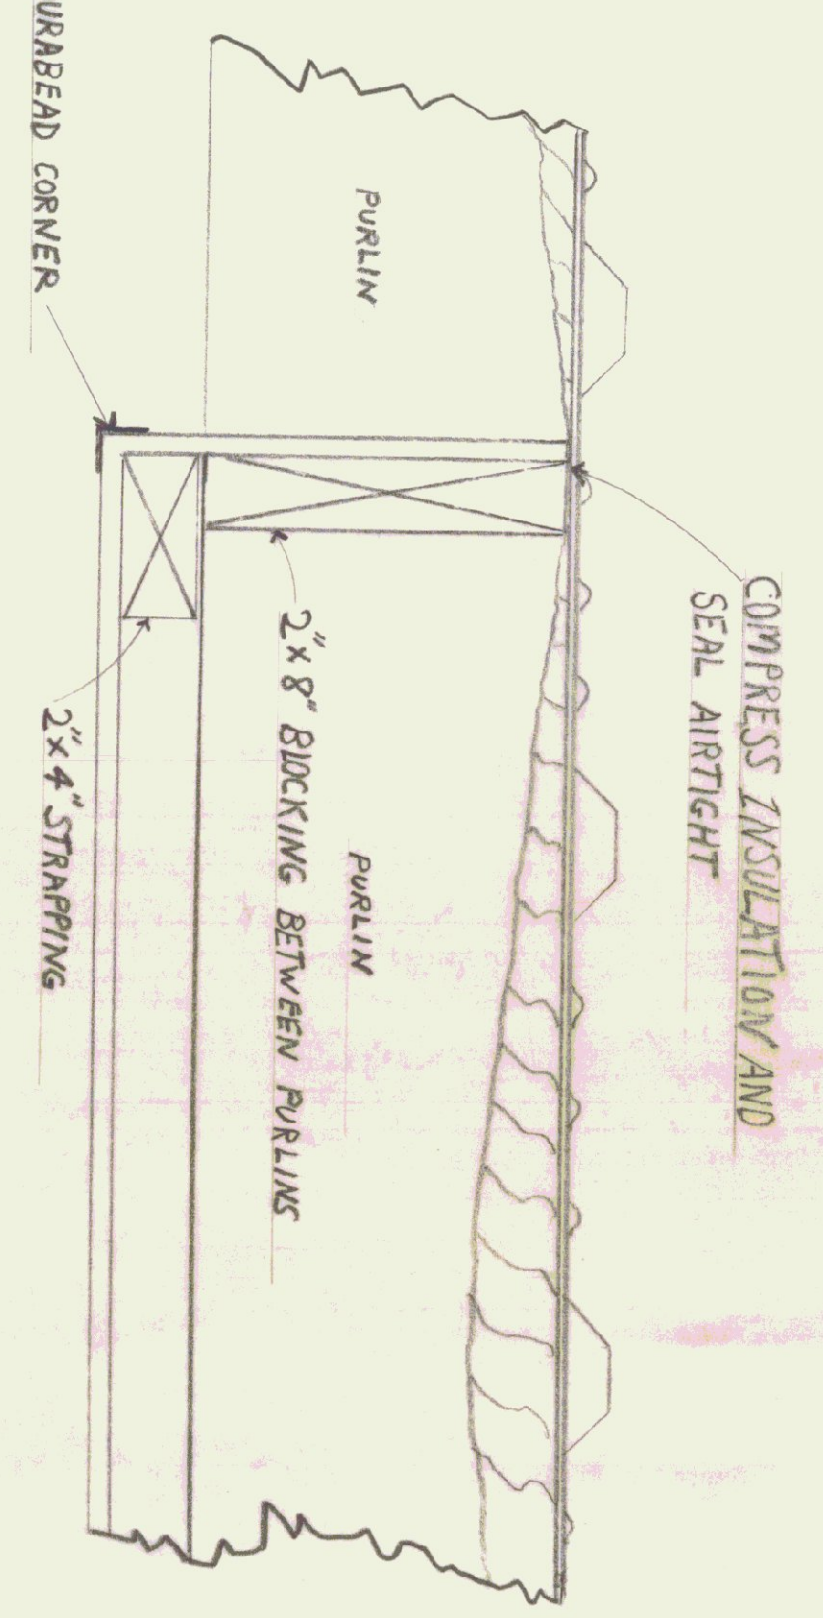 COMPRESS INSULATION AND
SEAL AIRTIGHT
PURLIN
PURLIN
2"x8" BLOCKING BETWEEN PURLINS
2"x4" STRAPPING
URABEAD CORNER